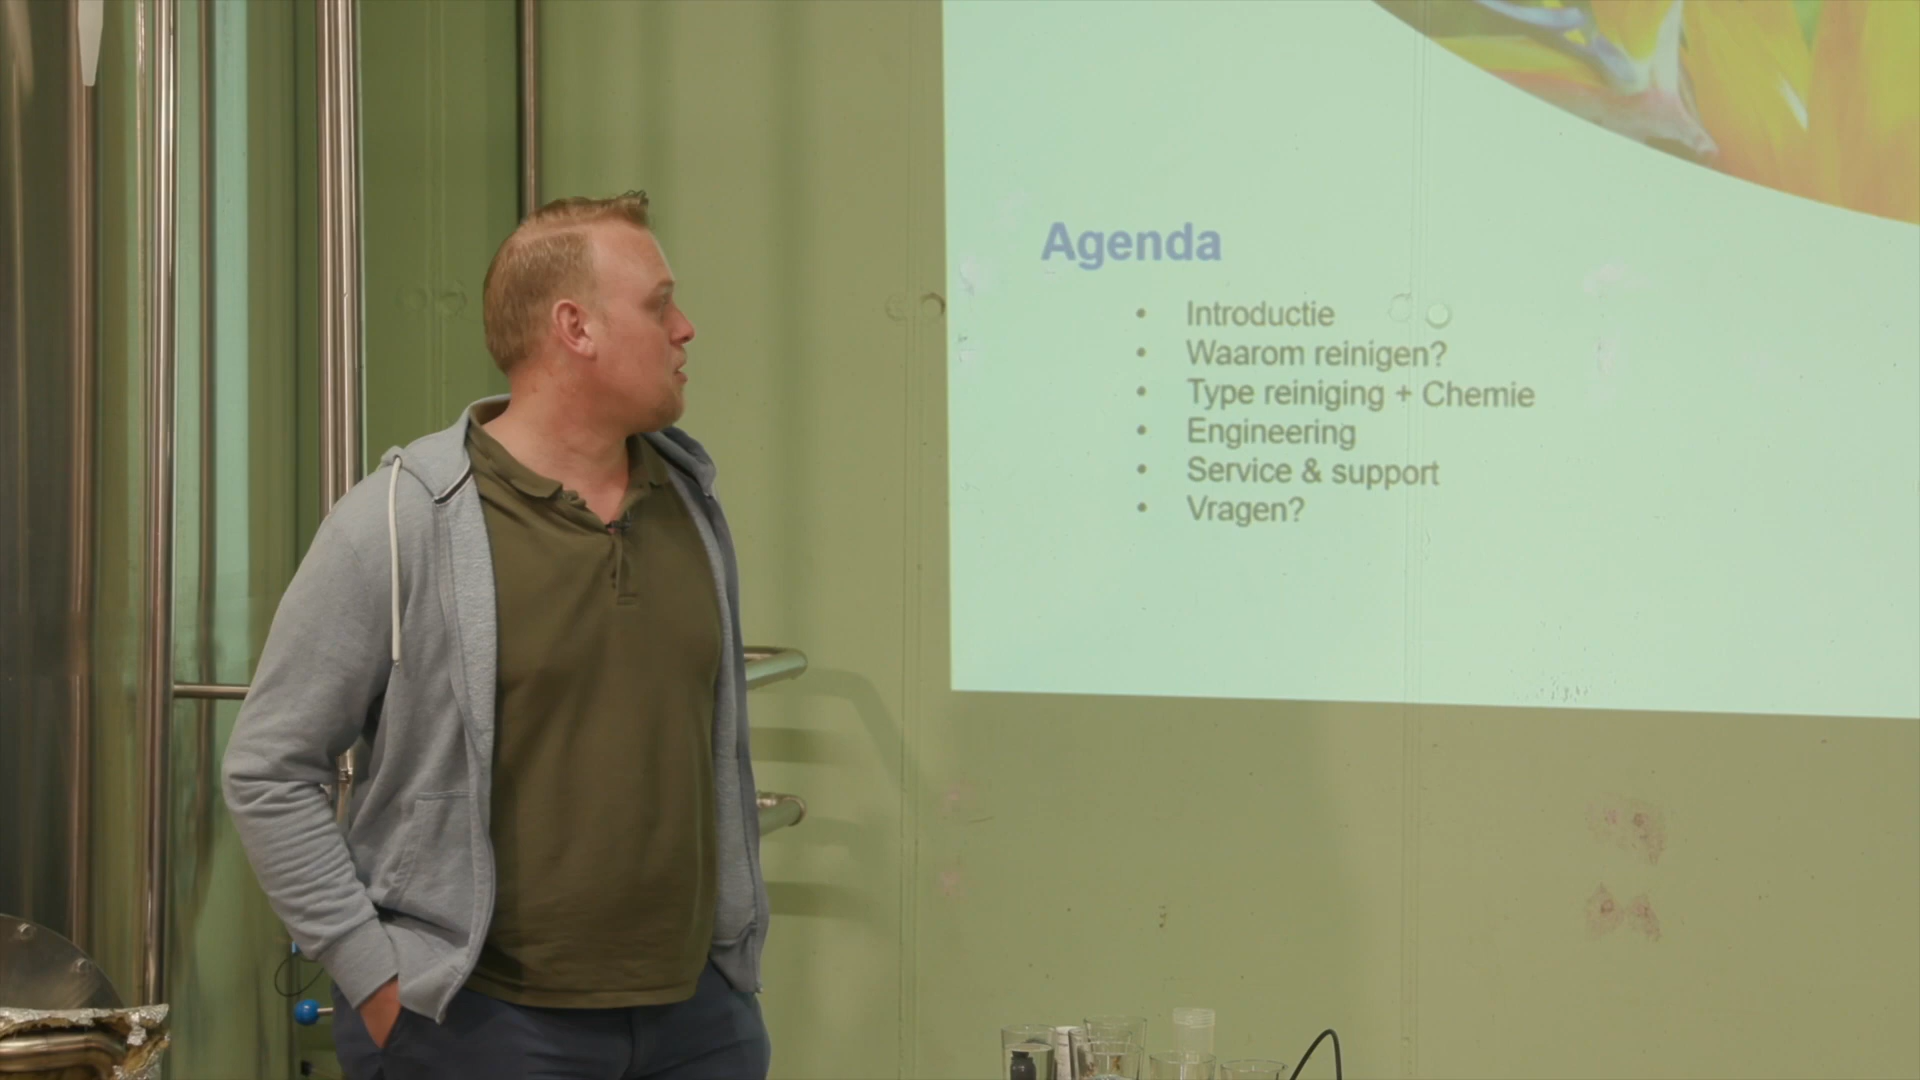 Agenda
• Introductie
• Waarom reinigen?
• Type reiniging + Chemie
• Engineering
• Service & support
• Vragen?